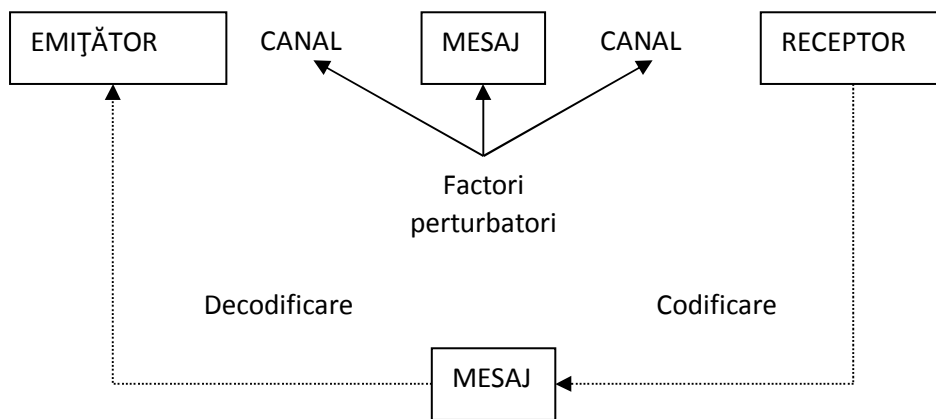 EMIŢĂTOR CANAL MESAJ CANAL RECEPTOR
Factori
perturbatori
Decodificare Codificare
MESAJ